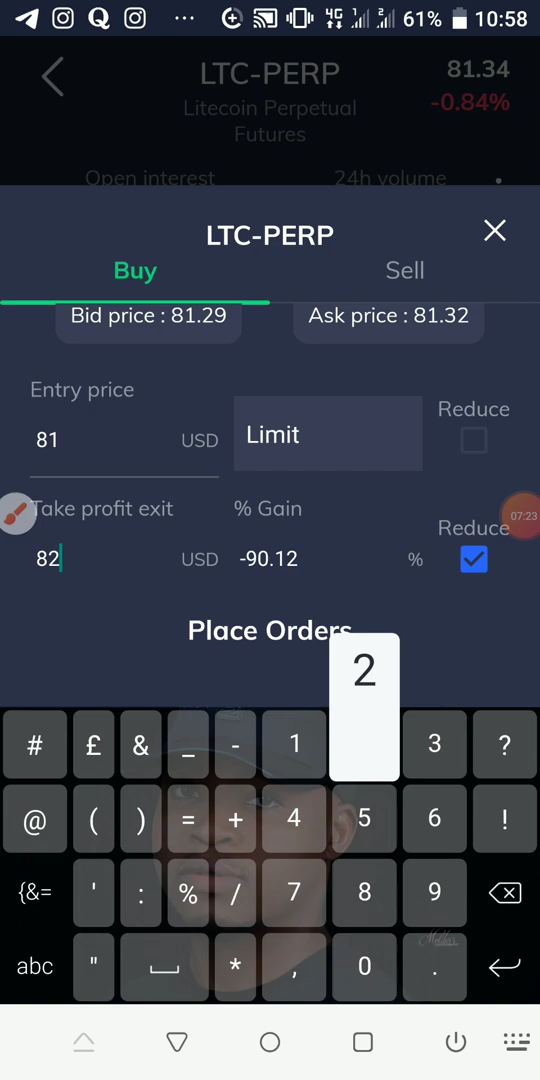 4G 1 2 61% 10:58
LTC-PERP 81.34
Litecoin Perpetual -0.84%
Futures
Open interest 24h volume
LTC-PERP
Buy Sell
Bid price : 81.29 Ask price : 81.32
Entry price
Reduce
81 USD Limit
Take profit exit % Gain
07:23
Reduce
82 USD -90.12 %
Place Orders
2
# £ & _ - 1 3 ?
@ ( ) = + 4 5 6 !
{&= ' : % / 7 8 9
abc " * , 0 .